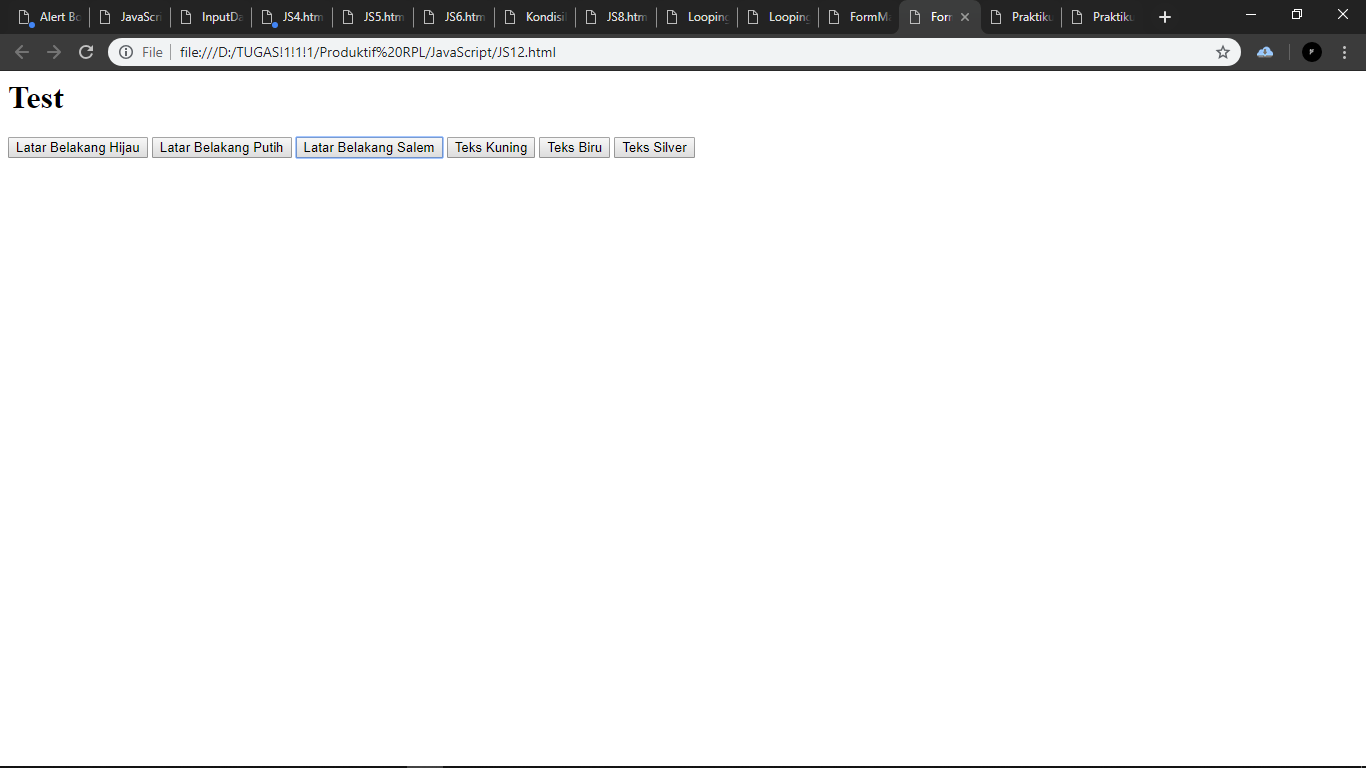 Alert Bo JavaScri InputDa JS4.htm JS5.htm JS6.htm Kondisi JS8.htm Looping Looping FormMa Form Praktiku Praktiku
File file:///D:/TUGAS!1!1!1/Produktif%20RPL/JavaScript/JS12.html
Test
Latar Belakang Hijau Latar Belakang Putih Latar Belakang Salem Teks Kuning Teks Biru Teks Silver